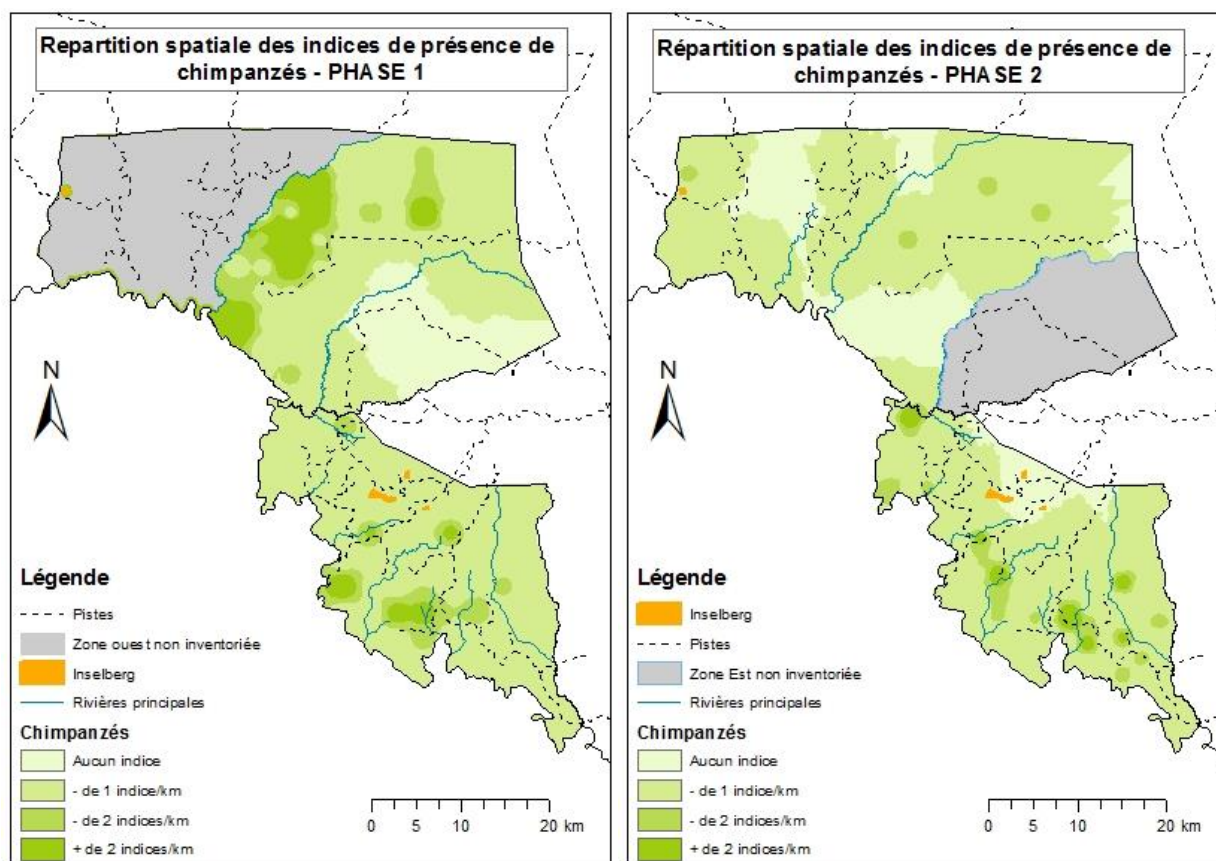 Repartition spatiale des indices de présence de
chimpanzés - PHASE 1
N
Légende
Pistes
Zone ouest non inventoriée
Inselberg
Rivières principales
Chimpanzés
Aucun indice
- de 1 indice/km
- de 2 indices/km
+ de 2 indices/km
0 5 10 20 km
Répartition spatiale des indices de présence de
chimpanzés - PHASE 2
N
Légende
Inselberg
Pistes
Zone Est non inventoriée
Rivières principales
Chimpanzés
Aucun indice
- de 1 indice/km
- de 2 indices/km
+ de 2 indices/km
0 5 10 20 km